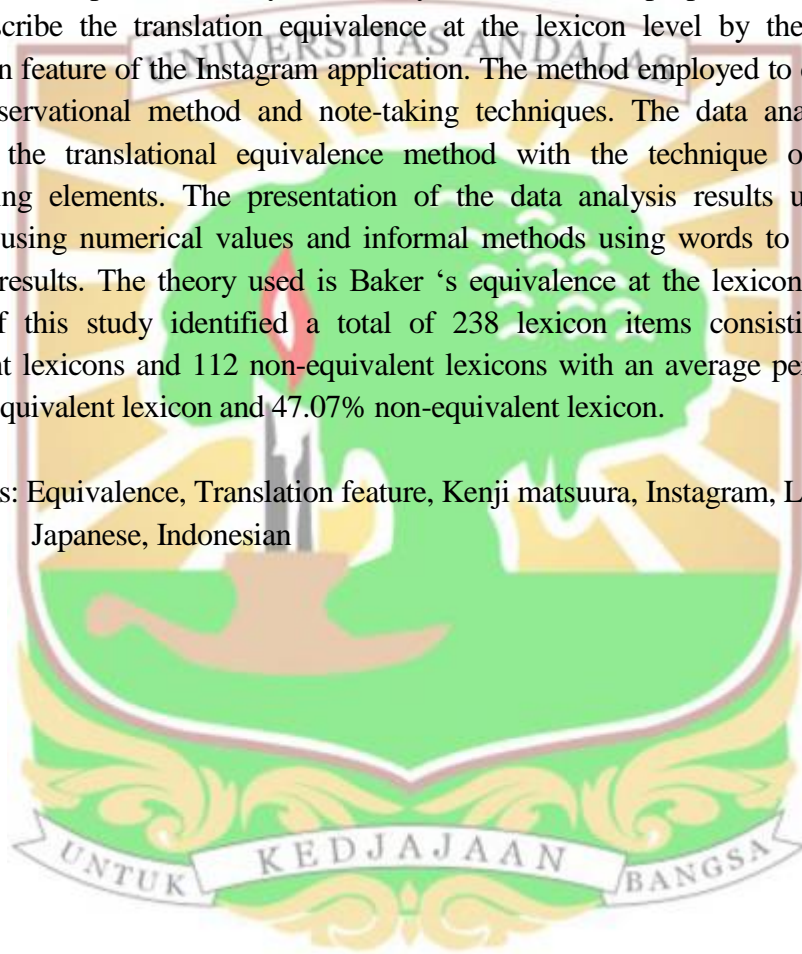 scribe the translation equivalence at the lexicon level by the
n feature of the Instagram application. The method employed to
servational method and note-taking techniques. The data ana
the translational equivalence method with the technique o
ing elements. The presentation of the data analysis results u
using numerical values and informal methods using words to
results. The theory used is Baker ‘s equivalence at the lexicon
f this study identified a total of 238 lexicon items consisti
nt lexicons and 112 non-equivalent lexicons with an average pe
quivalent lexicon and 47.07% non-equivalent lexicon.
s: Equivalence, Translation feature, Kenji matsuura, Instagram, L
Japanese, Indonesian
UNIVERSITAS ANDALAS
UNTUK KEDJAJAAN BANGSA